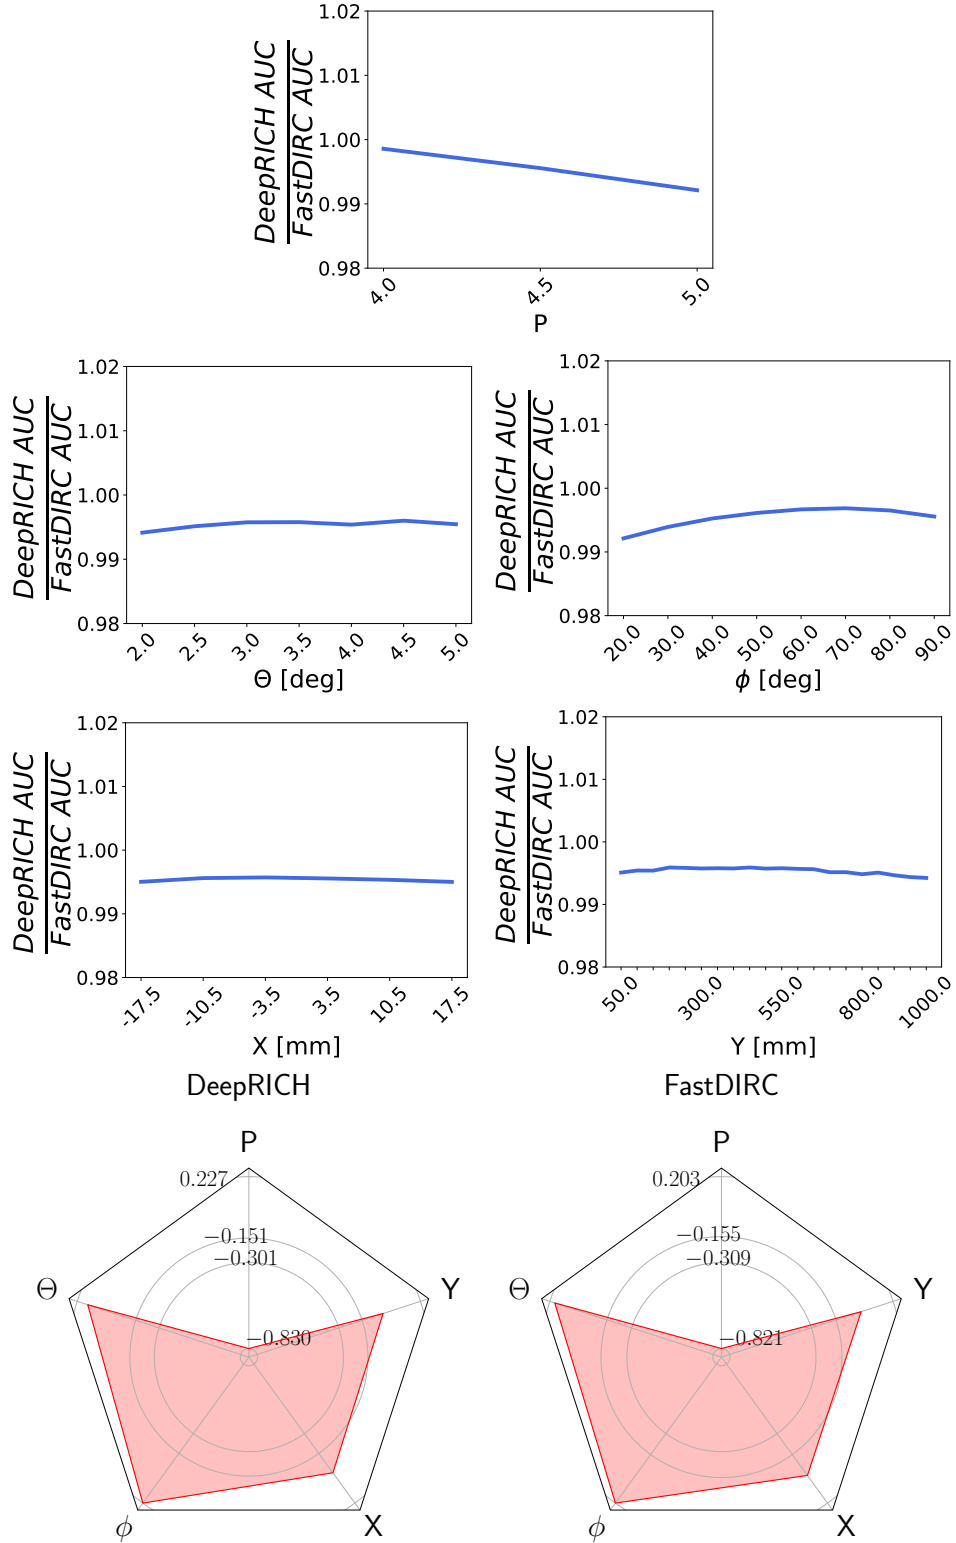 DeepRICH AUC
FastDIRC AUC
1.02
1.01
1.00
0.99
0.98
4.0 4.5 5.0
P
DeepRICH AUC
FastDIRC AUC
1.02
1.01
1.00
0.99
0.98
2.0 2.5 3.0 3.5 4.0 4.5 5.0
Θ [deg]
DeepRICH AUC
FastDIRC AUC
1.02
1.01
1.00
0.99
0.98
20.0 30.0 40.0 50.0 60.0 70.0 80.0 90.0
ϕ [deg]
DeepRICH AUC
FastDIRC AUC
1.02
1.01
1.00
0.99
0.98
-17.5 -10.5 -3.5 3.5 10.5 17.5
X [mm]
DeepRICH AUC
FastDIRC AUC
1.02
1.01
1.00
0.99
0.98
50.0 300.0 550.0 800.0 1000.0
Y [mm]
DeepRICH
P
0.227
−0.151
−0.301
Θ
Y
−0.830
ϕ
X
FastDIRC
P
0.203
−0.155
−0.309
Θ
Y
−0.821
ϕ
X